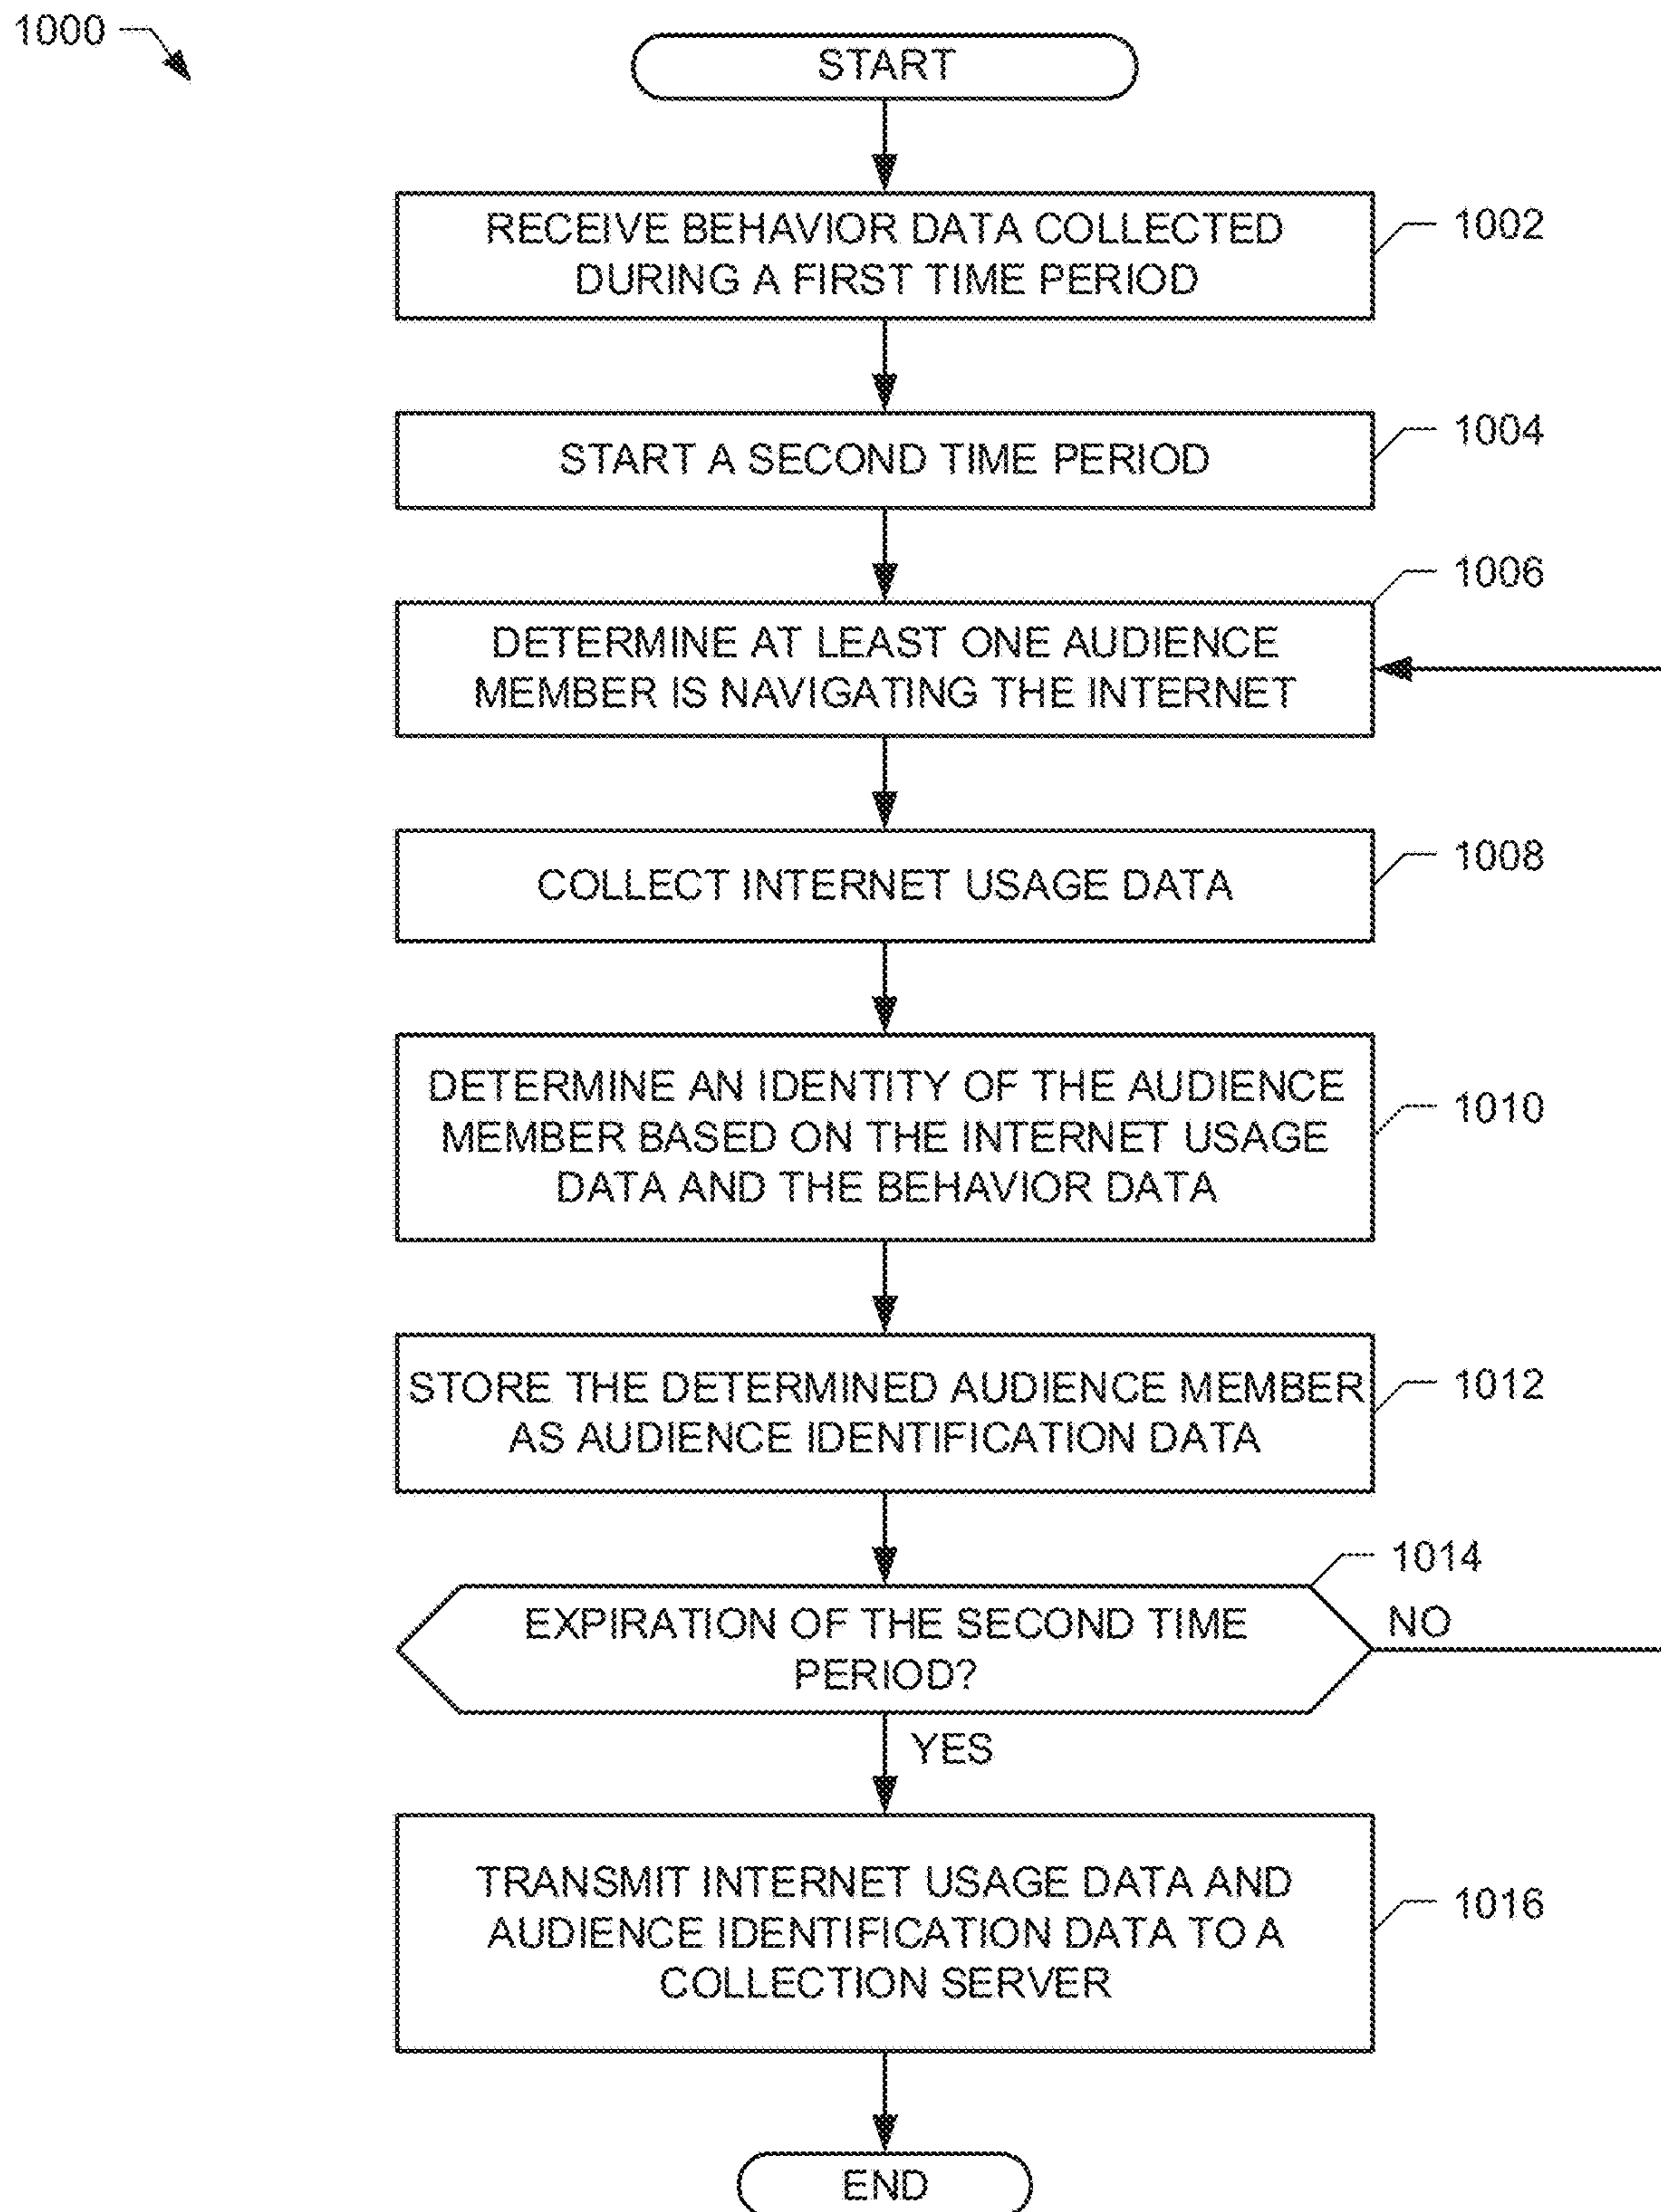 1000
START
RECEIVE BEHAVIOR DATA COLLECTED
DURING A FIRST TIME PERIOD
1002
START A SECOND TIME PERIOD
1004
1006
DETERMINE AT LEAST ONE AUDIENCE
MEMBER IS NAVIGATING THE INTERNET
COLLECT INTERNET USAGE DATA
1008
DETERMINE AN IDENTITY OF THE AUDIENCE
MEMBER BASED ON THE INTERNET USAGE
DATA AND THE BEHAVIOR DATA
1010
STORE THE DETERMINED AUDIENCE MEMBER
AS AUDIENCE IDENTIFICATION DATA
1012
1014
EXPIRATION OF THE SECOND TIME
PERIOD?
NO
YES
TRANSMIT INTERNET USAGE DATA AND
AUDIENCE IDENTIFICATION DATA TO A
COLLECTION SERVER
1016
END